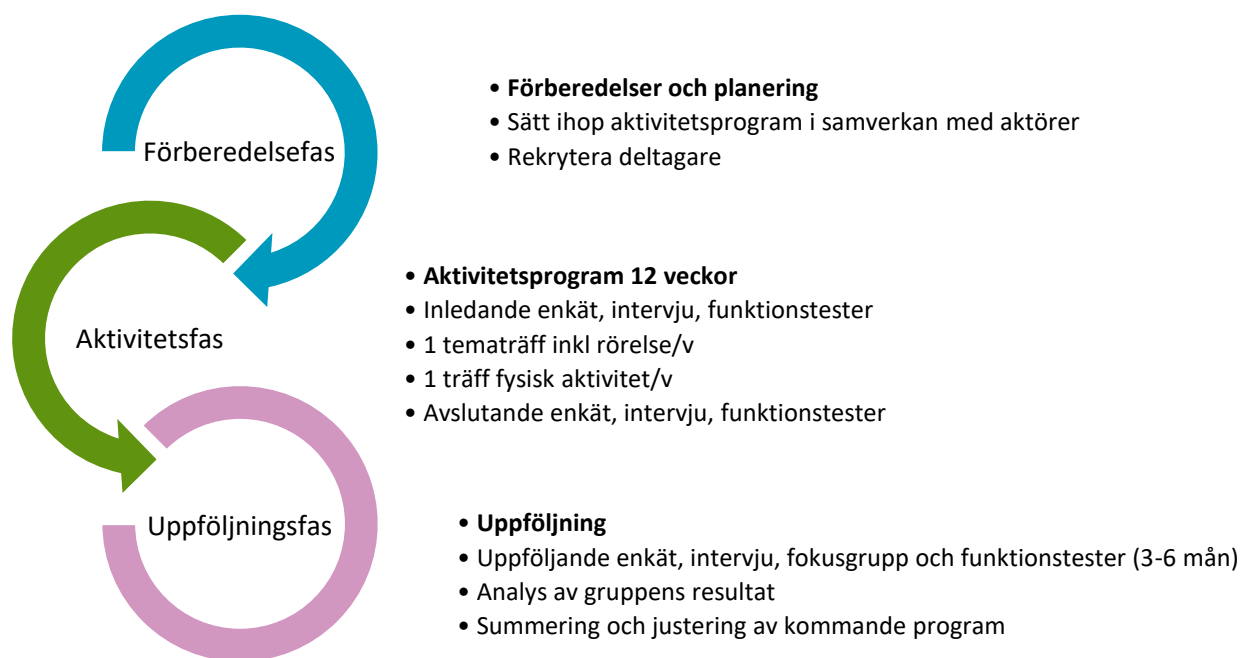 Förberedelsefas
• Förberedelser och planering
• Sätt ihop aktivitetsprogram i samverkan med aktörer
• Rekrytera deltagare
Aktivitetsfas
• Aktivitetsprogram 12 veckor
• Inledande enkät, intervju, funktionstester
• 1 tematräff inkl rörelse/v
• 1 träff fysisk aktivitet/v
• Avslutande enkät, intervju, funktionstester
Uppföljningsfas
• Uppföljning
• Uppföljande enkät, intervju, fokusgrupp och funktionstester (3-6 mån)
• Analys av gruppens resultat
• Summering och justering av kommande program